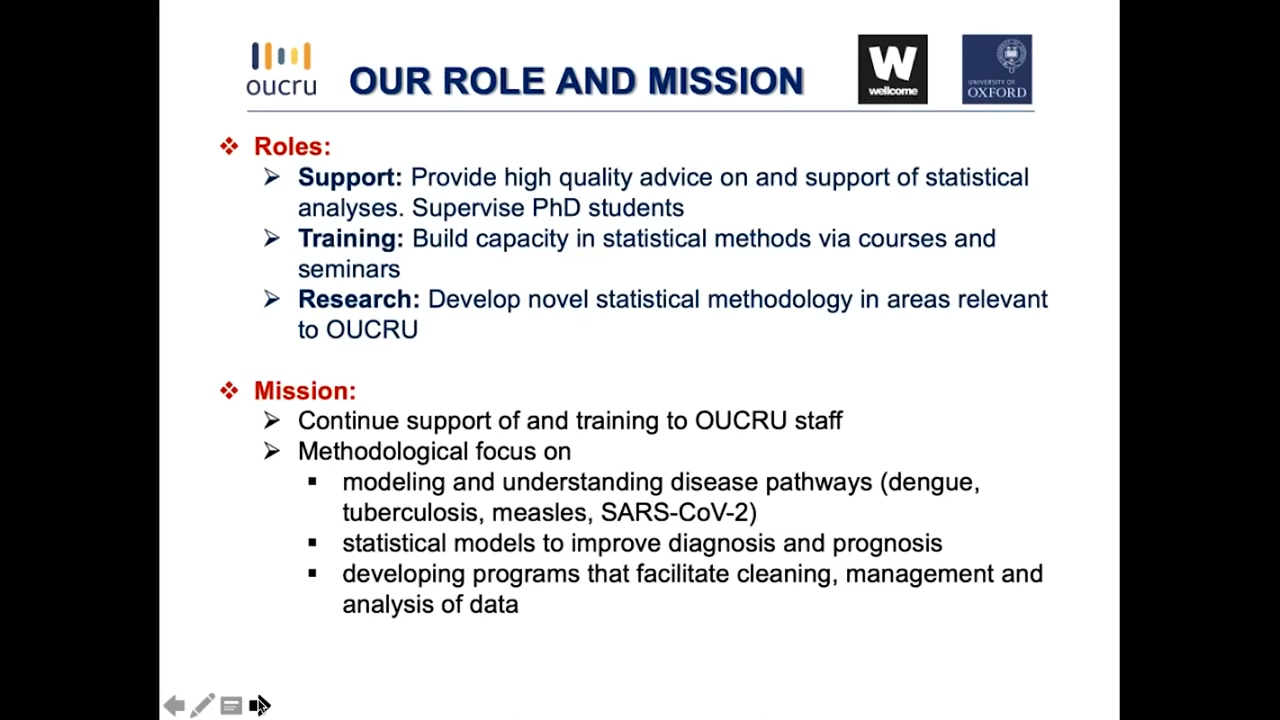 oucru
OUR ROLE AND MISSION
W
wellcome
UNIVERSITY OF
OXFORD
Roles:
Support: Provide high quality advice on and support of statistical
analyses. Supervise PhD students
Training: Build capacity in statistical methods via courses and
seminars
Research: Develop novel statistical methodology in areas relevant
to OUCRU
Mission:
Continue support of and training to OUCRU staff
Methodological focus on
modeling and understanding disease pathways (dengue,
tuberculosis, measles, SARS-CoV-2)
statistical models to improve diagnosis and prognosis
developing programs that facilitate cleaning, management and
analysis of data